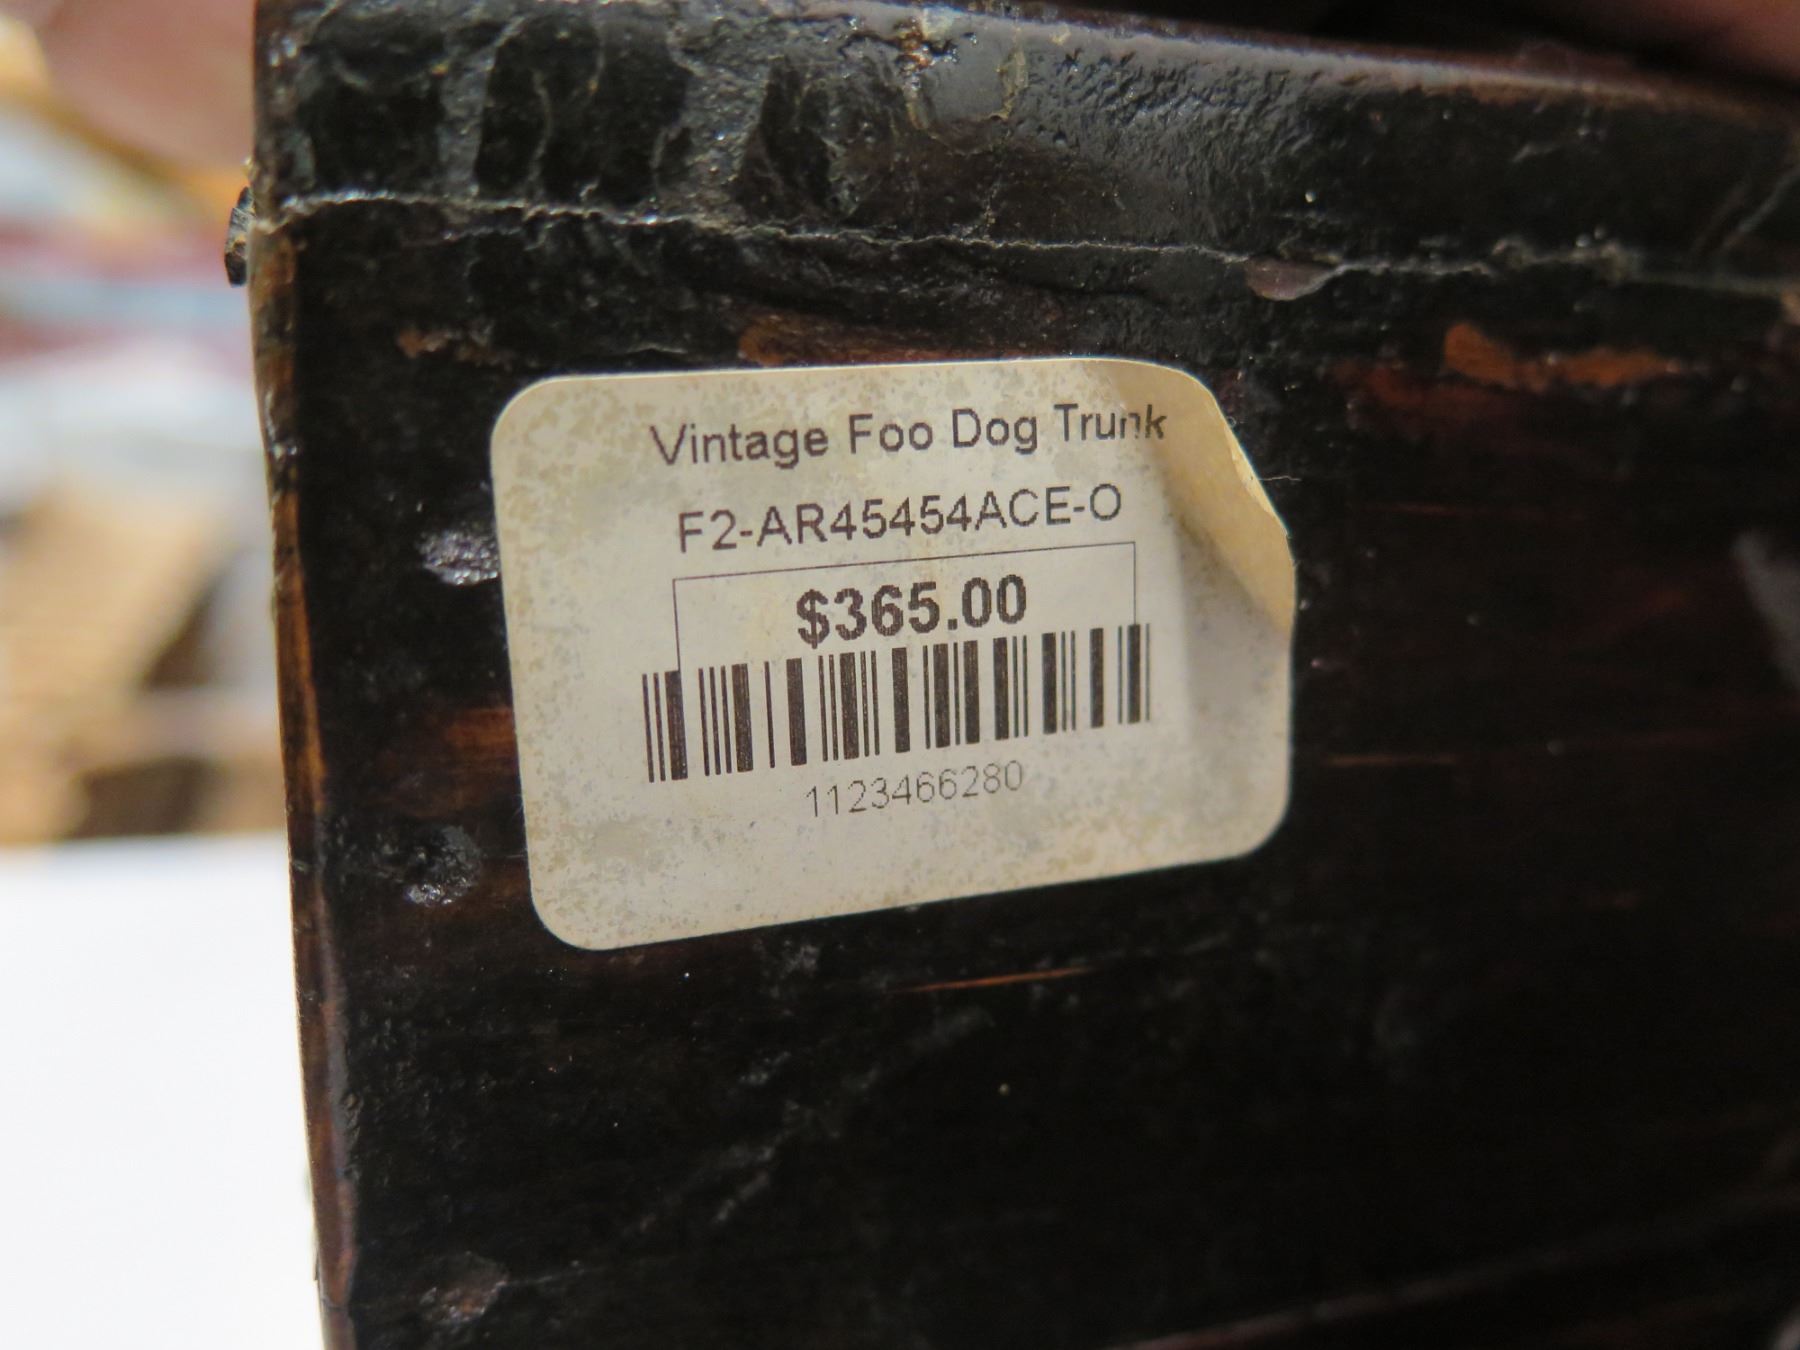 Vintage Foo Dog Trunk
F2-AR45454ACE-O
$365.00
1123466280